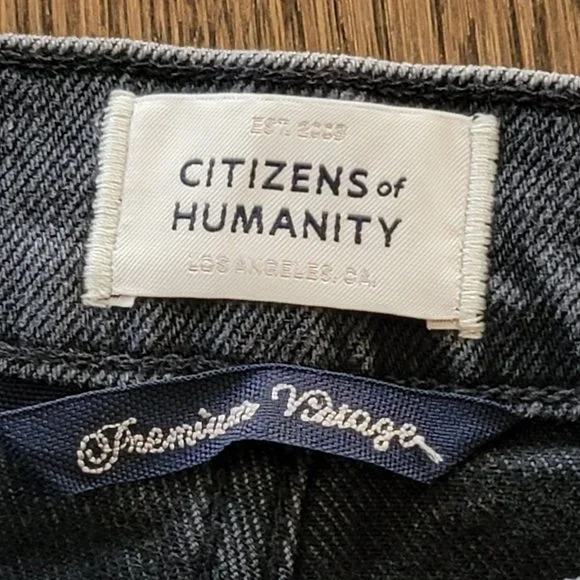 EST. 2003
CITIZENS of
HUMANITY
LOS ANGELES, CA.
Premium Vintage